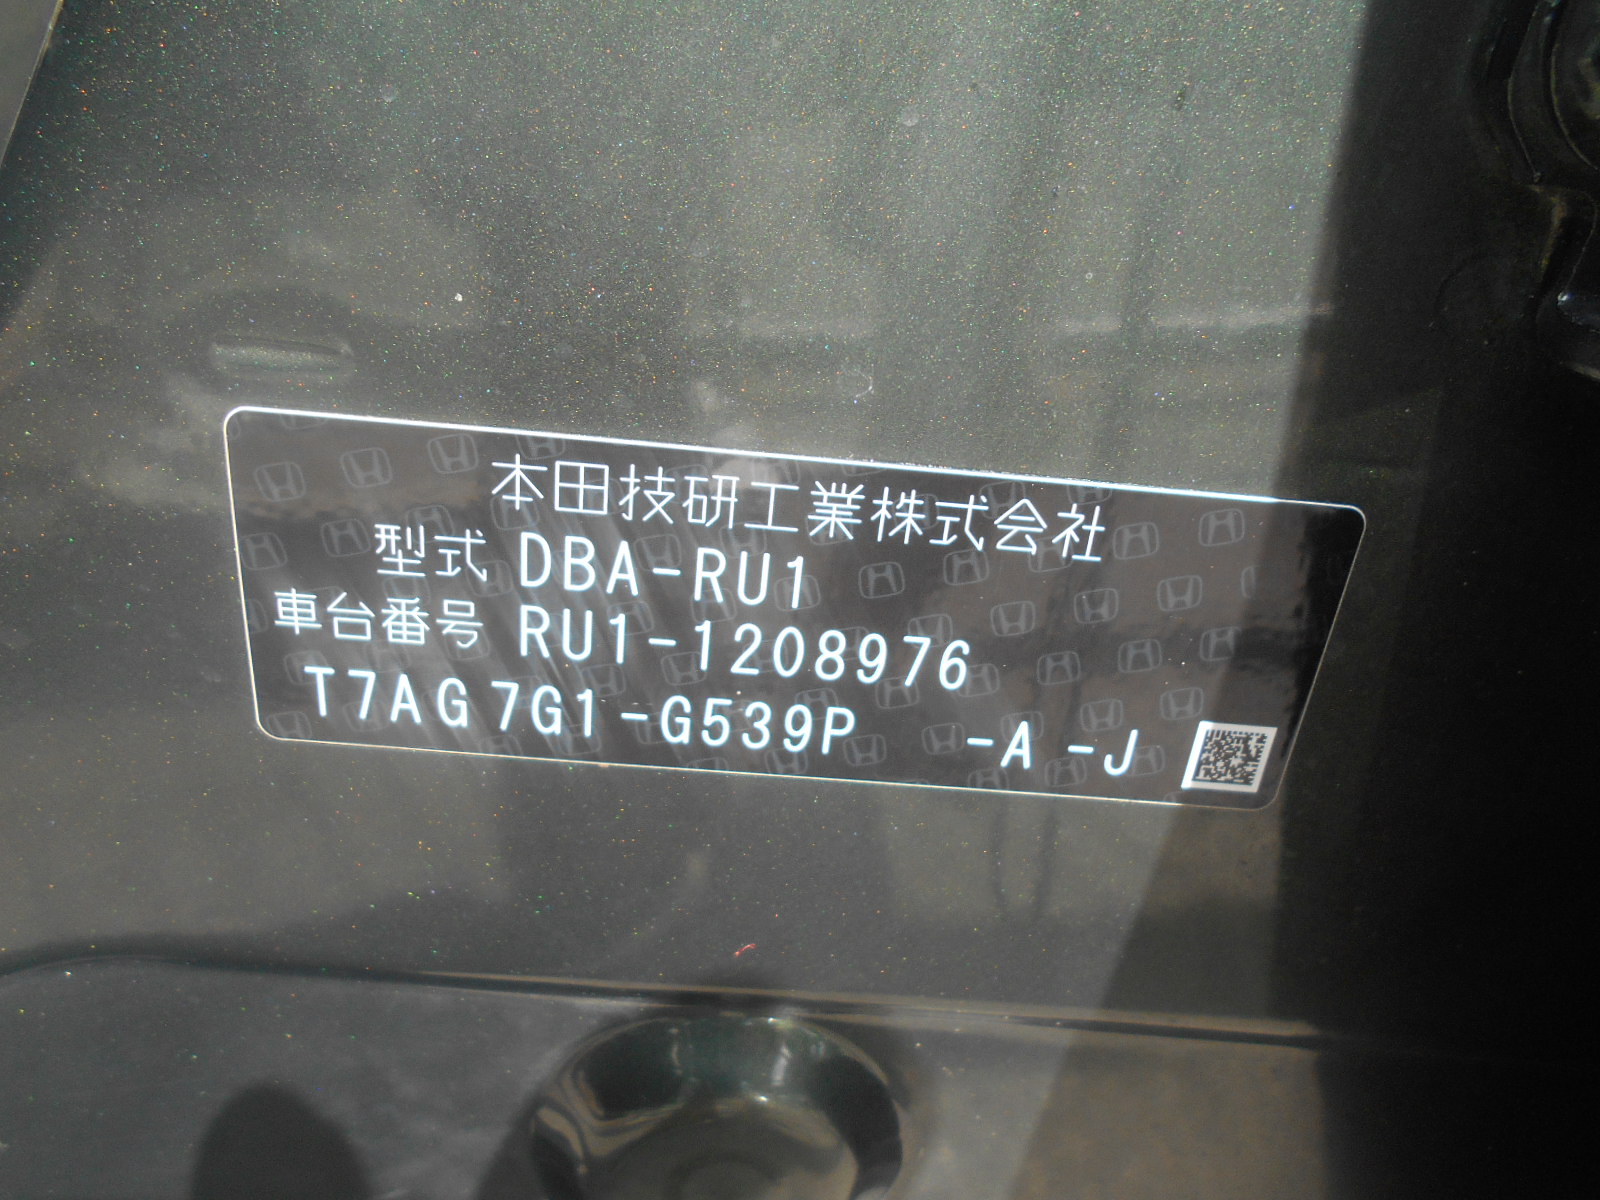 本田技研工業株式会社
型式 DBA-RU1
車台番号 RU1-1208976
T7AG 7G1-G539P -A -J